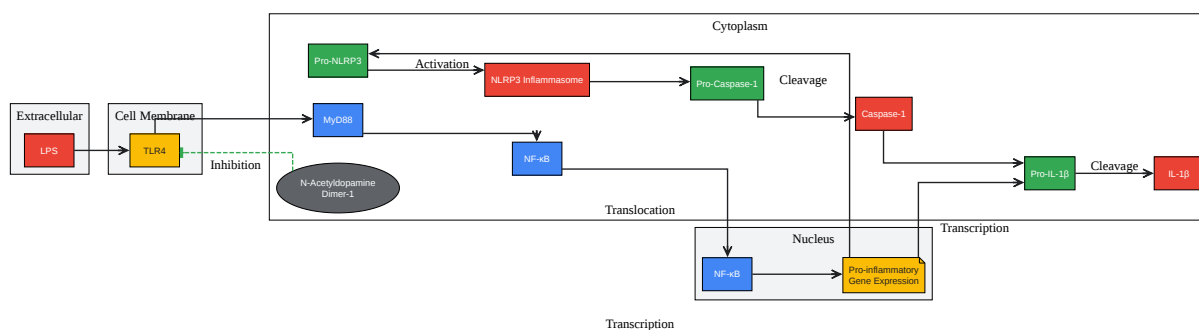 Cytoplasm
Pro-NLRP3
Activation
NLRP3 Inflammasome
Pro-Caspase-1
Cleavage
Extracellular
Cell Membrane
MyD88
Caspase-1
LPS
TLR4
NF-κB
Inhibition
Pro-IL-1β
Cleavage
IL-1β
N-Acetyldopamine
Dimer-1
Translocation
Transcription
Nucleus
NF-κB
Pro-inflammatory
Gene Expression
Transcription